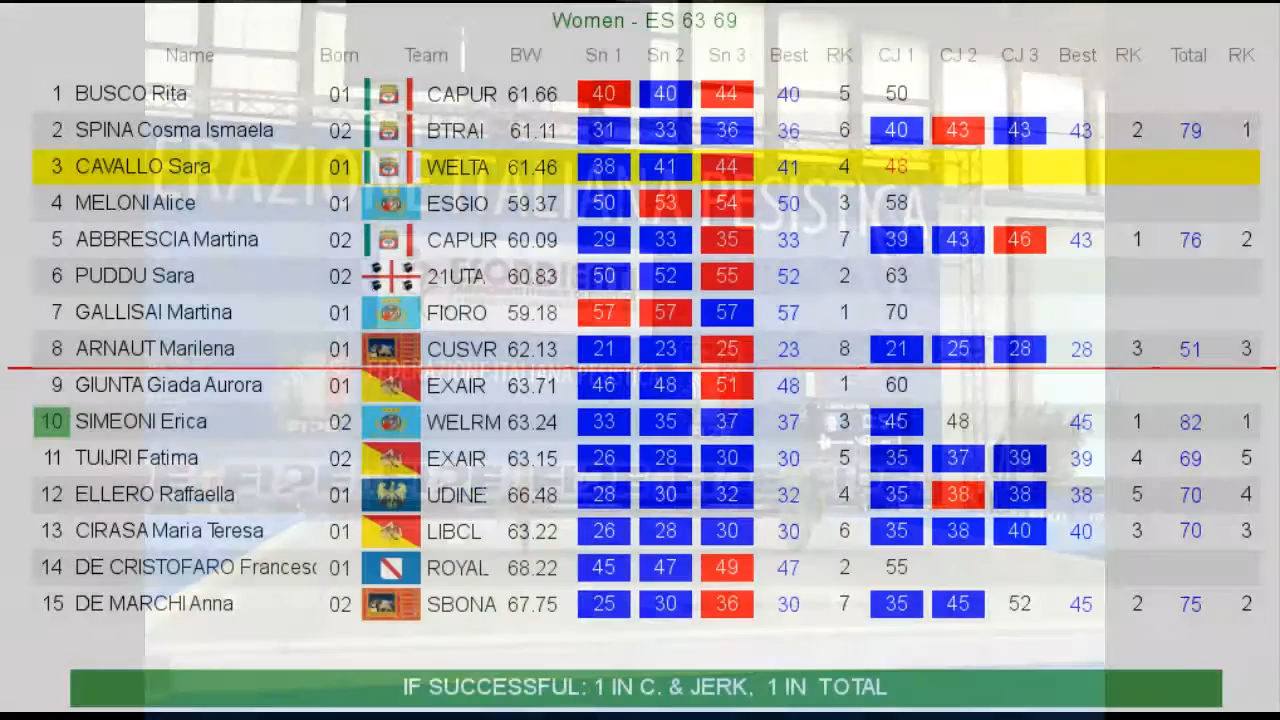 Women - ES 63 69
Name Born Team BW Sn 1 Sn 2 Sn 3 Best RK CJ 1 CJ 2 CJ 3 Best RK Total RK
1 BUSCO Rita 01 CAPUR 61.66 40 40 44 40 5 50
2 SPINA Cosma Ismaela 02 BTRAI 61.11 31 33 36 36 6 40 43 43 43 2 79 1
3 CAVALLO Sara 01 WELTA 61.46 38 41 44 41 4 48
4 MELONI Alice 01 ESGIO 59.37 50 53 54 50 3 58
5 ABBRESCIA Martina 02 CAPUR 60.09 29 33 35 33 7 39 43 46 43 1 76 2
6 PUDDU Sara 02 21UTA 60.83 50 52 55 52 2 63
7 GALLISAI Martina 02 FIORO 59.18 57 57 57 57 1 70
8 ARNAUT Marilena 01 CUSVR 62.13 21 23 25 23 8 21 25 28 28 3 51 3
9 GIUNTA Giada Aurora 01 EXAIR 63.71 46 48 51 48 1 60
10 SIMEONI Erica 02 WELRM 63.24 33 35 37 37 3 45 48 45 1 82 1
11 TUIJRI Fatima 02 EXAIR 63.15 26 28 30 30 5 35 37 39 39 4 69 5
12 ELLERO Raffaella 01 UDINE 66.48 28 30 32 32 4 35 38 38 38 5 70 4
13 CIRASA Maria Teresa 01 LIBCL 63.22 26 28 30 30 6 35 38 40 40 3 70 3
14 DE CRISTOFARO Francesc 01 ROYAL 68.22 45 47 49 47 2 55
15 DE MARCHI Anna 02 SBONA 67.75 25 30 36 30 7 35 45 52 45 2 75 2
IF SUCCESSFUL: 1 IN C. & JERK, 1 IN TOTAL